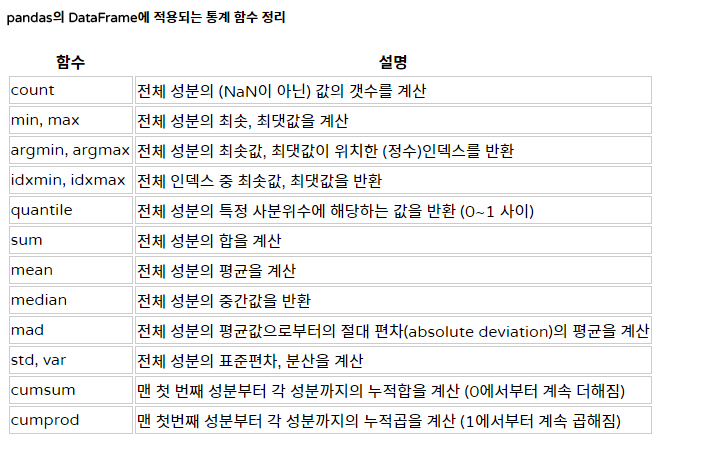 pandas의 DataFrame에 적용되는 통계 함수 정리
함수 설명
count 전체 성분의 (NaN이 아닌) 값의 갯수를 계산
min, max 전체 성분의 최솟, 최댓값을 계산
argmin, argmax 전체 성분의 최솟값, 최댓값이 위치한 (정수)인덱스를 반환
idxmin, idxmax 전체 인덱스 중 최솟값, 최댓값을 반환
quantile 전체 성분의 특정 사분위수에 해당하는 값을 반환 (0~1 사이)
sum 전체 성분의 합을 계산
mean 전체 성분의 평균을 계산
median 전체 성분의 중간값을 반환
mad 전체 성분의 평균값으로부터의 절대 편차(absolute deviation)의 평균을 계산
std, var 전체 성분의 표준편차, 분산을 계산
cumsum 맨 첫 번째 성분부터 각 성분까지의 누적합을 계산 (0에서부터 계속 더해짐)
cumprod 맨 첫번째 성분부터 각 성분까지의 누적곱을 계산 (1에서부터 계속 곱해짐)